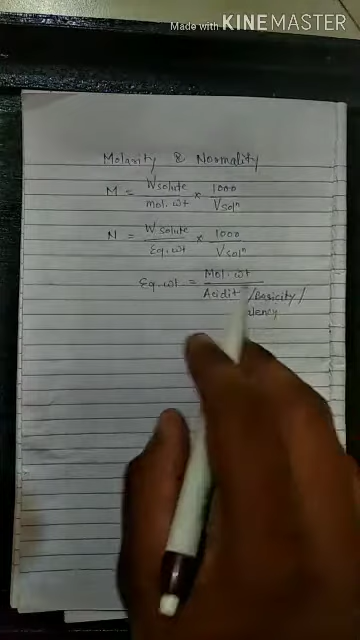 Made with KINEMASTER
Molarity & Normality
M = Wsolute / mol. wt × 1000 / Vsolⁿ
N = Wsolute / Eq. wt × 1000 / Vsolⁿ
Eq. wt = Mol. wt / Acidit /Basicity/
lency